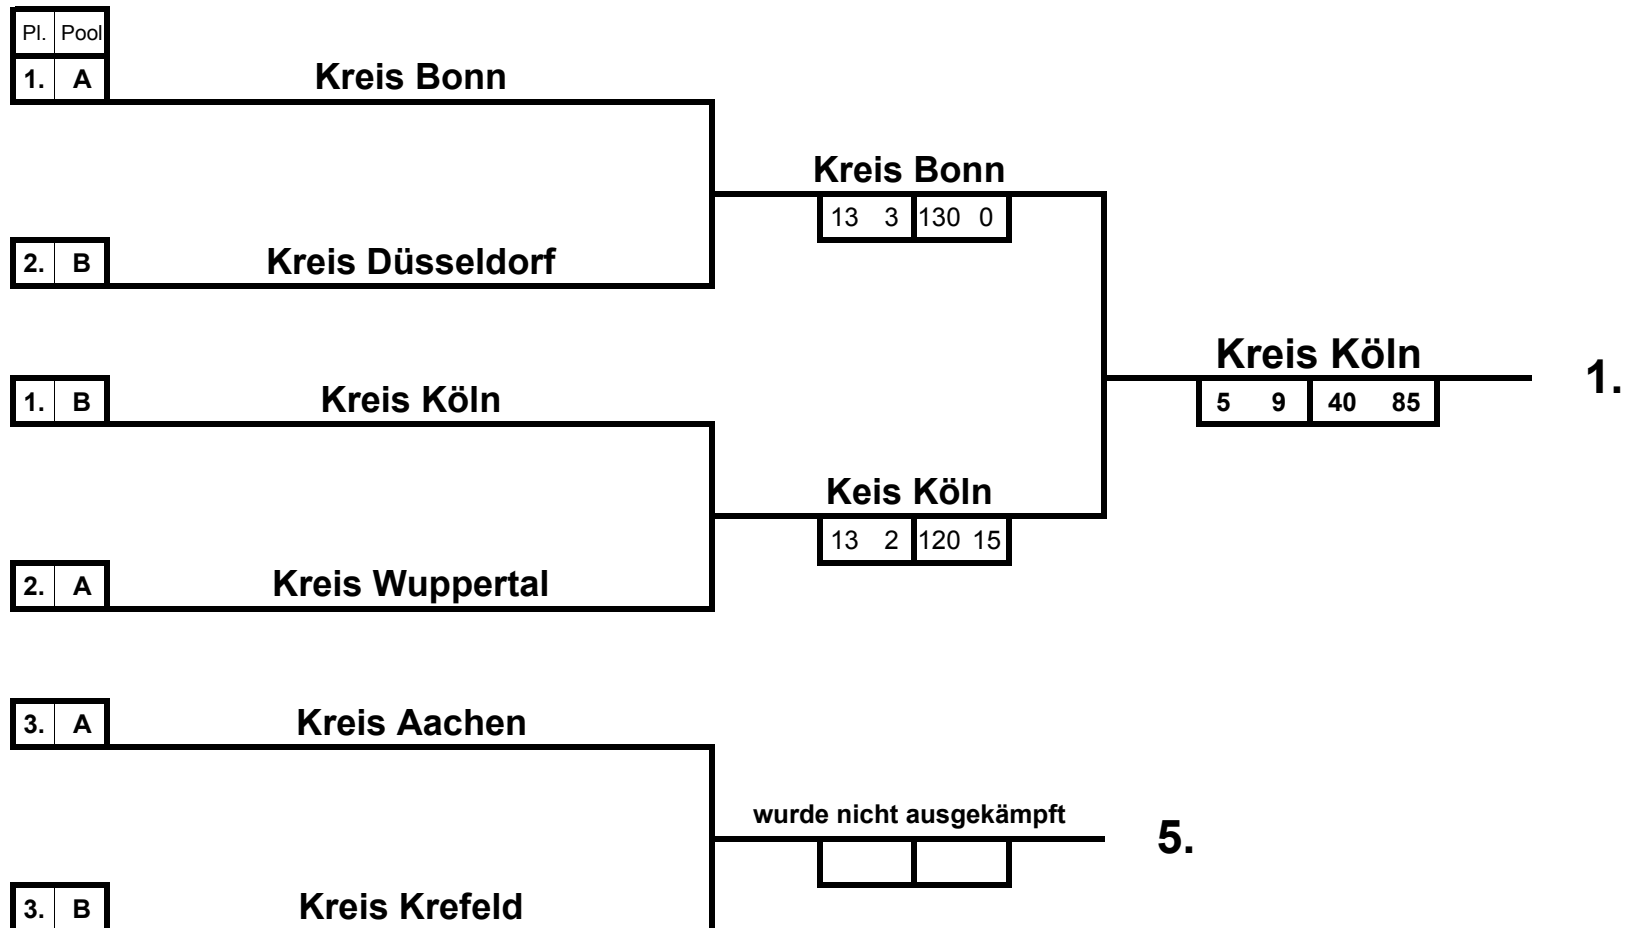 Pl. Pool
1. A Kreis Bonn
Kreis Bonn
13 3 130 0
2. B Kreis Düsseldorf
Kreis Köln
1.
5 9 40 85
1. B Kreis Köln
Keis Köln
13 2 120 15
2. A Kreis Wuppertal
3. A Kreis Aachen
wurde nicht ausgekämpft
5.
3. B Kreis Krefeld